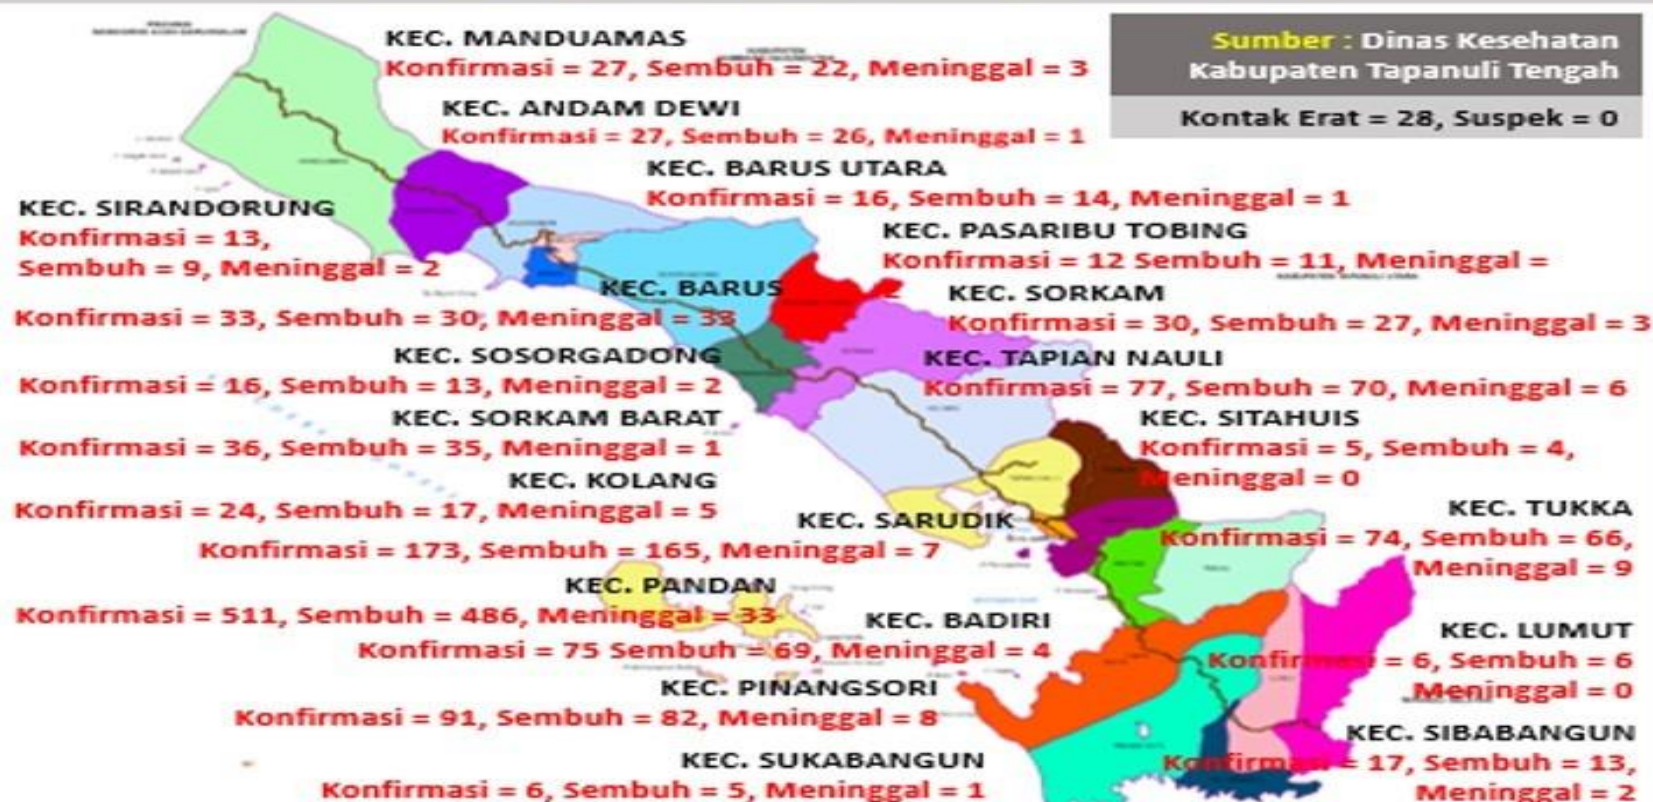 Sumber : Dinas Kesehatan
Kabupaten Tapanuli Tengah
Kontak Erat = 28, Suspek = 0
KEC. MANDUAMAS
Konfirmasi = 27, Sembuh = 22, Meninggal = 3
KEC. ANDAM DEWI
Konfirmasi = 27, Sembuh = 26, Meninggal = 1
KEC. BARUS UTARA
Konfirmasi = 16, Sembuh = 14, Meninggal = 1
KEC. SIRANDORUNG
Konfirmasi = 13,
Sembuh = 9, Meninggal = 2
KEC. PASARIBU TOBING
Konfirmasi = 12 Sembuh = 11, Meninggal =
2
KEC. BARUS
Konfirmasi = 33, Sembuh = 30, Meninggal = 33
KEC. SORKAM
Konfirmasi = 30, Sembuh = 27, Meninggal = 3
KEC. SOSORGADONG
Konfirmasi = 16, Sembuh = 13, Meninggal = 2
KEC. TAPIAN NAULI
Konfirmasi = 77, Sembuh = 70, Meninggal = 6
KEC. SORKAM BARAT
Konfirmasi = 36, Sembuh = 35, Meninggal = 1
KEC. SITAHUIS
Konfirmasi = 5, Sembuh = 4,
Meninggal = 0
KEC. KOLANG
Konfirmasi = 24, Sembuh = 17, Meninggal = 5
KEC. SARUDIK
Konfirmasi = 173, Sembuh = 165, Meninggal = 7
KEC. TUKKA
Konfirmasi = 74, Sembuh = 66,
Meninggal = 9
KEC. PANDAN
Konfirmasi = 511, Sembuh = 486, Meninggal = 33
KEC. BADIRI
Konfirmasi = 75 Sembuh = 69, Meninggal = 4
KEC. LUMUT
Konfirmasi = 6, Sembuh = 6
Meninggal = 0
KEC. PINANGSORI
Konfirmasi = 91, Sembuh = 82, Meninggal = 8
KEC. SIBABANGUN
Konfirmasi = 17, Sembuh = 13,
Meninggal = 2
KEC. SUKABANGUN
Konfirmasi = 6, Sembuh = 5, Meninggal = 1